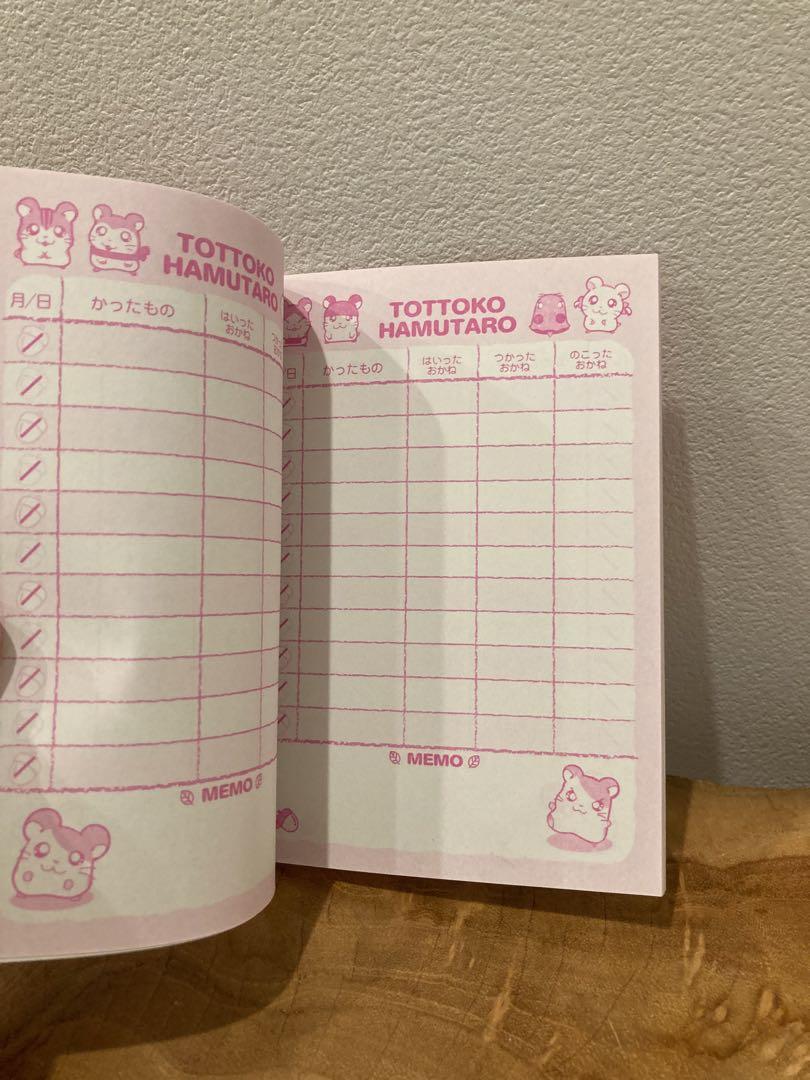 TOTTOKO
HAMUTARO
月/日
かったもの
はいった
おかね
MEMO
TOTTOKO
HAMUTARO
日
かったもの
はいった
おかね
つかった
おかね
のこった
おかね
MEMO